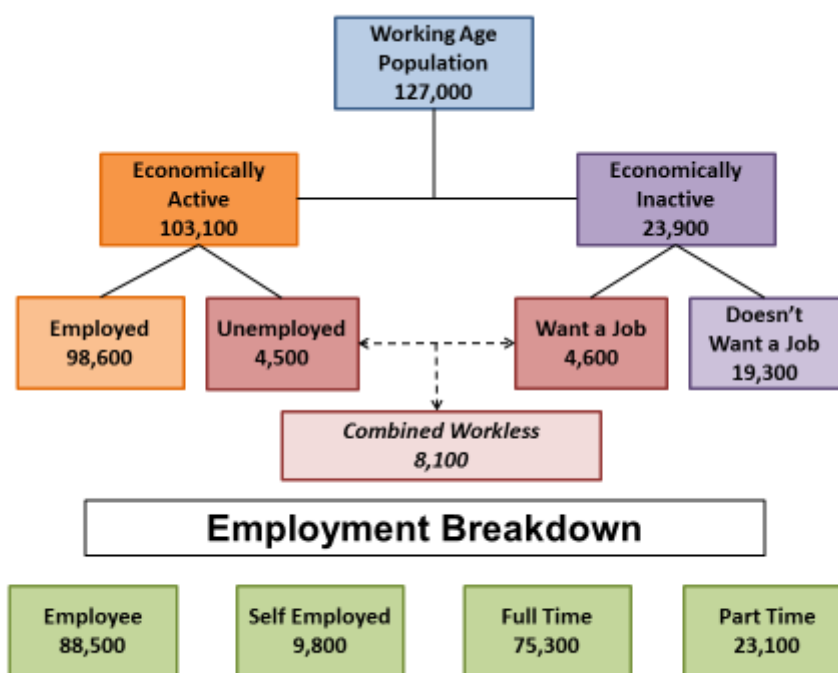 Working Age
Population
127,000
Economically
Active
103,100
Economically
Inactive
23,900
Employed
98,600
Unemployed
4,500
Want a Job
4,600
Doesn't
Want a Job
19,300
Combined Workless
8,100
Employment Breakdown
Employee
88,500
Self Employed
9,800
Full Time
75,300
Part Time
23,100